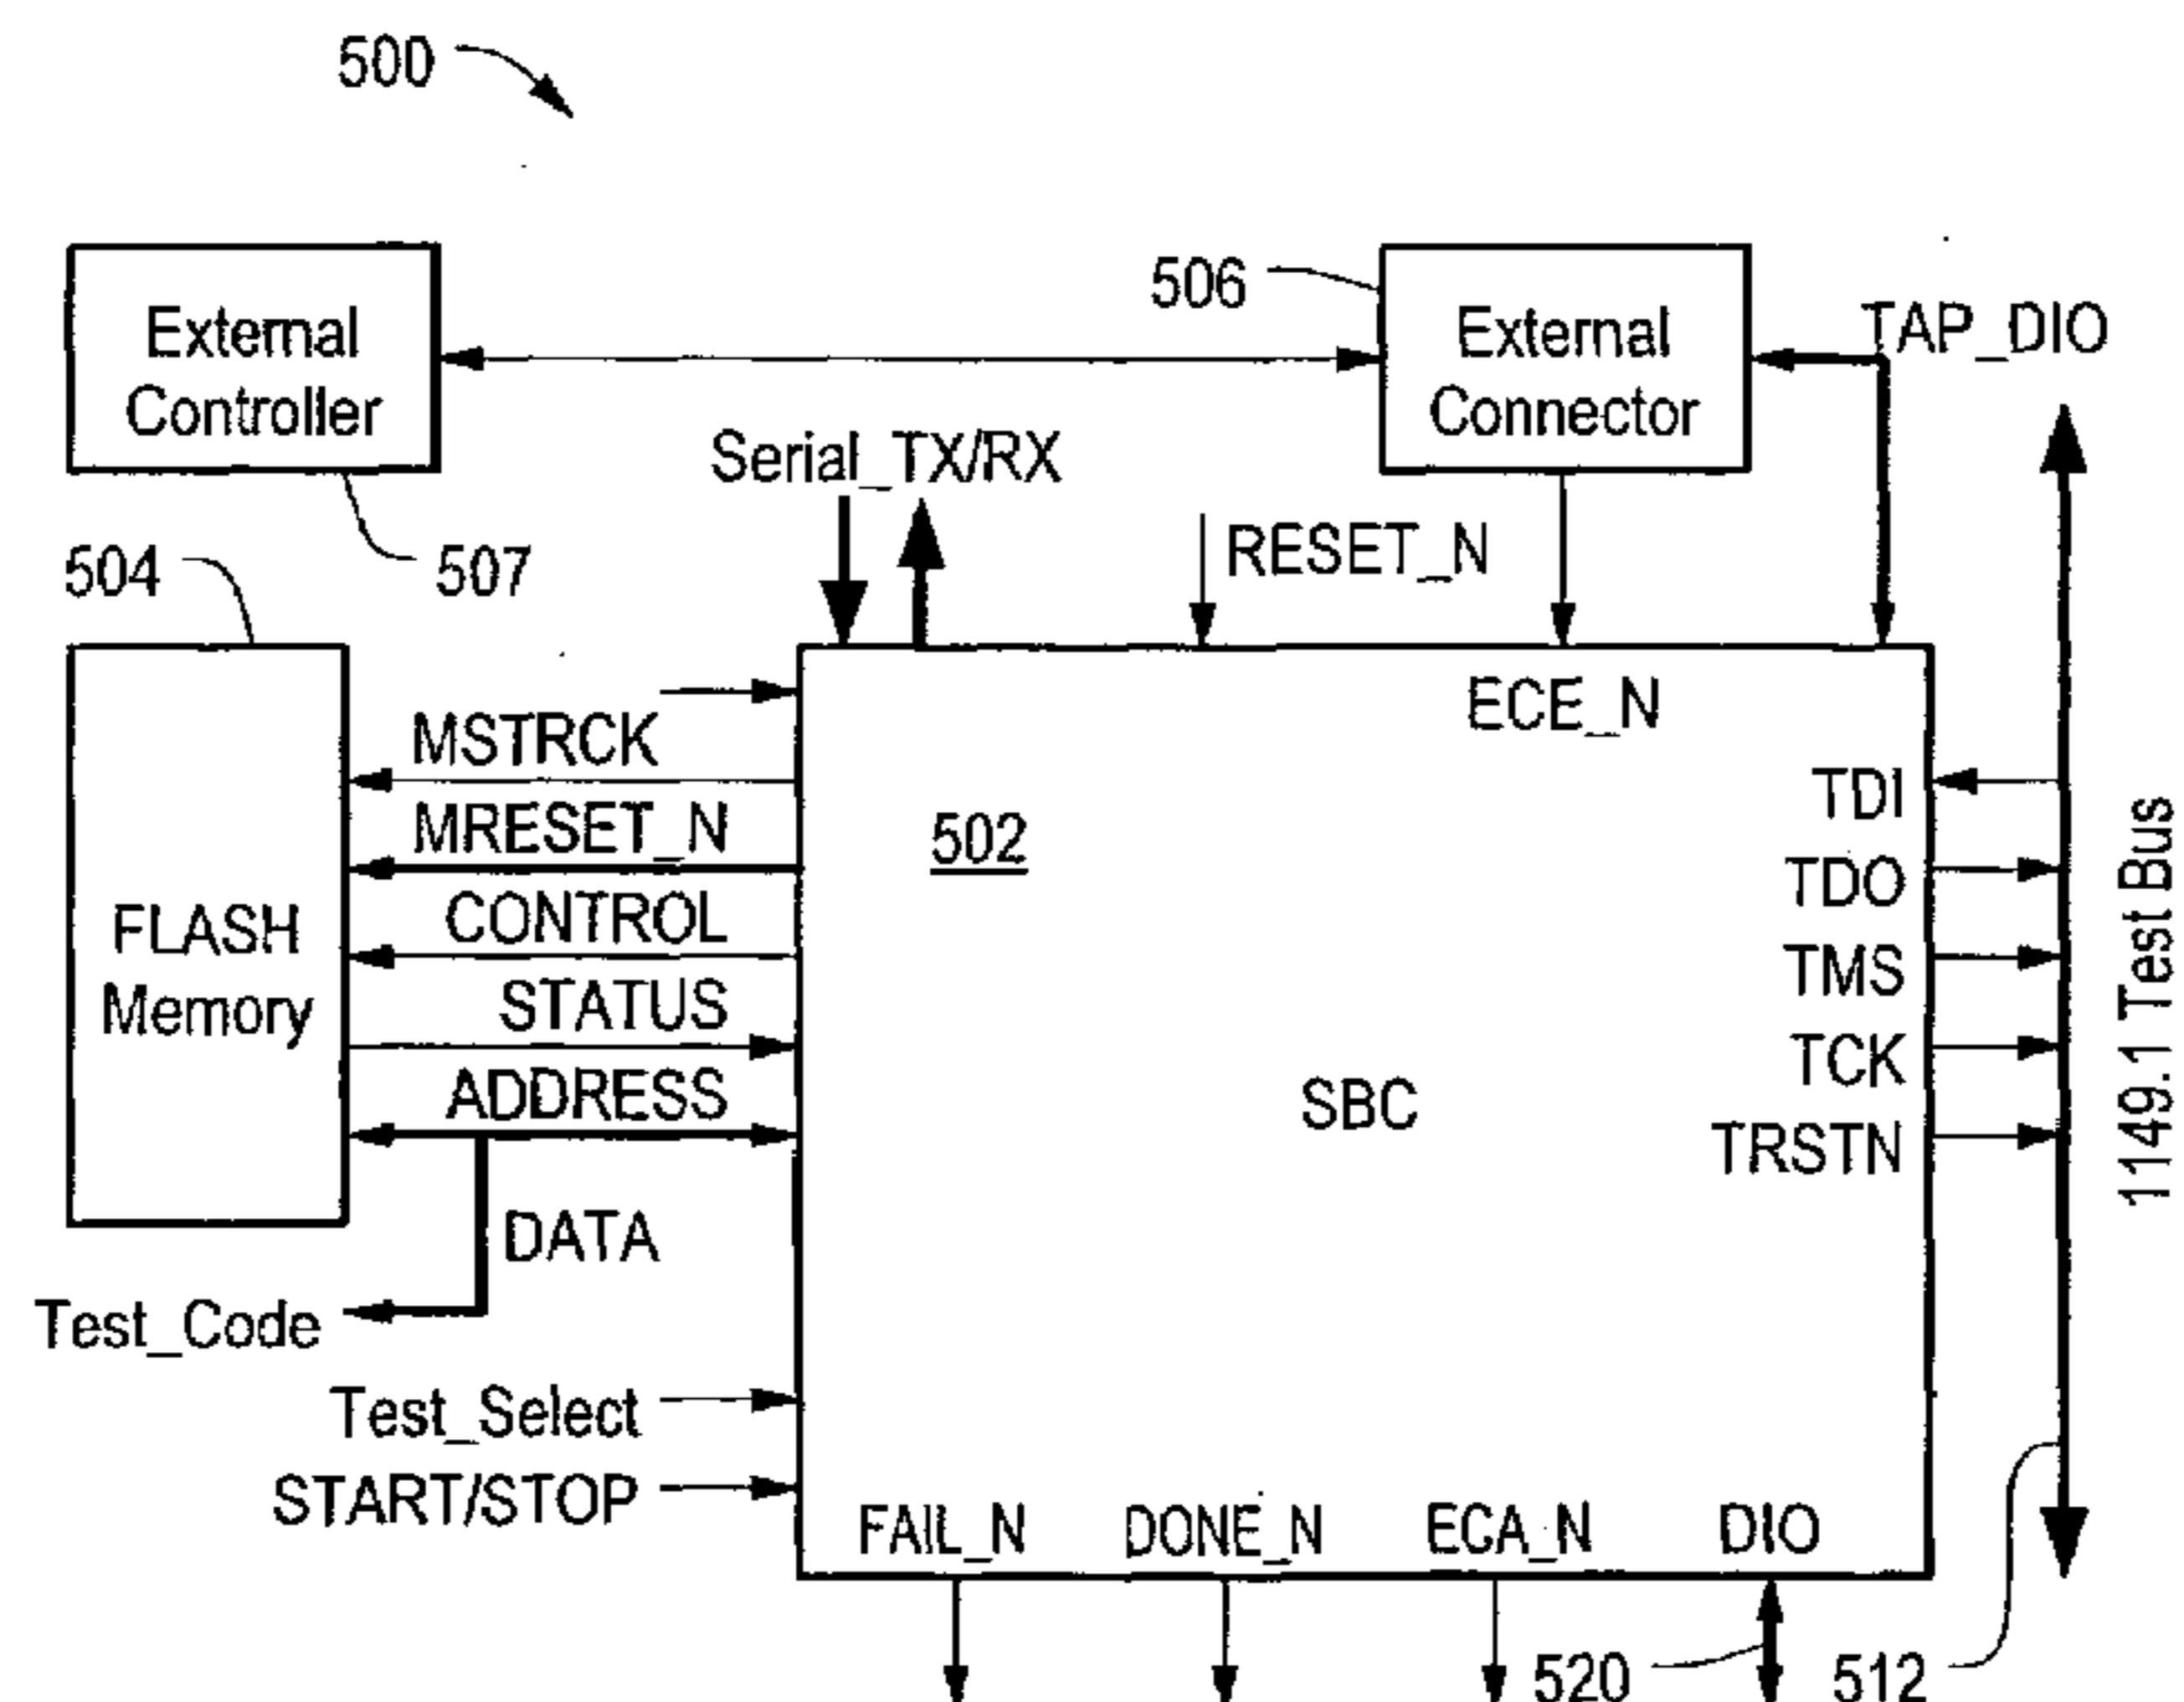 500
External
Controller
506
External
Connector
TAP_DIO
Serial_TX/RX
RESET_N
504
507
FLASH
Memory
MSTRCK
MRESET_N
CONTROL
STATUS
ADDRESS
DATA
Test_Code
Test_Select
START/STOP
502
SBC
ECE_N
TDI
TDO
TMS
TCK
TRSTN
1149.1 Test Bus
FAIL_N
DONE_N
ECA_N
DIO
520
512